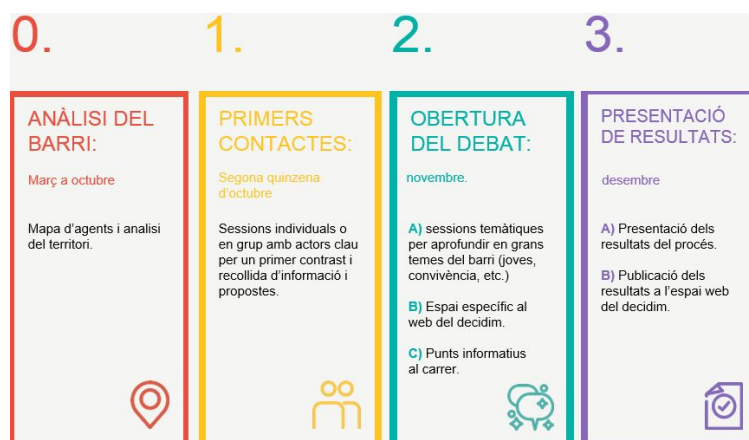 0.
ANÀLISI DEL
BARRI:
Març a octubre
Mapa d'agents i analisi
del territori.
1.
PRIMERS
CONTACTES:
Segona quinzena
d'octubre
Sessions individuals o
en grup amb actors clau
per un primer contrast i
recollida d'informació i
propostes.
2.
OBERTURA
DEL DEBAT:
novembre.
A) sessions temàtiques
per aprofundir en grans
temes del barri (joves,
convivència, etc.)
B) Espai específic al
web del decidim.
C) Punts informatius
al carrer.
3.
PRESENTACIÓ
DE RESULTATS:
desembre
A) Presentació dels
resultats del procés.
B) Publicació dels
resultats a l'espai web
del decidim.